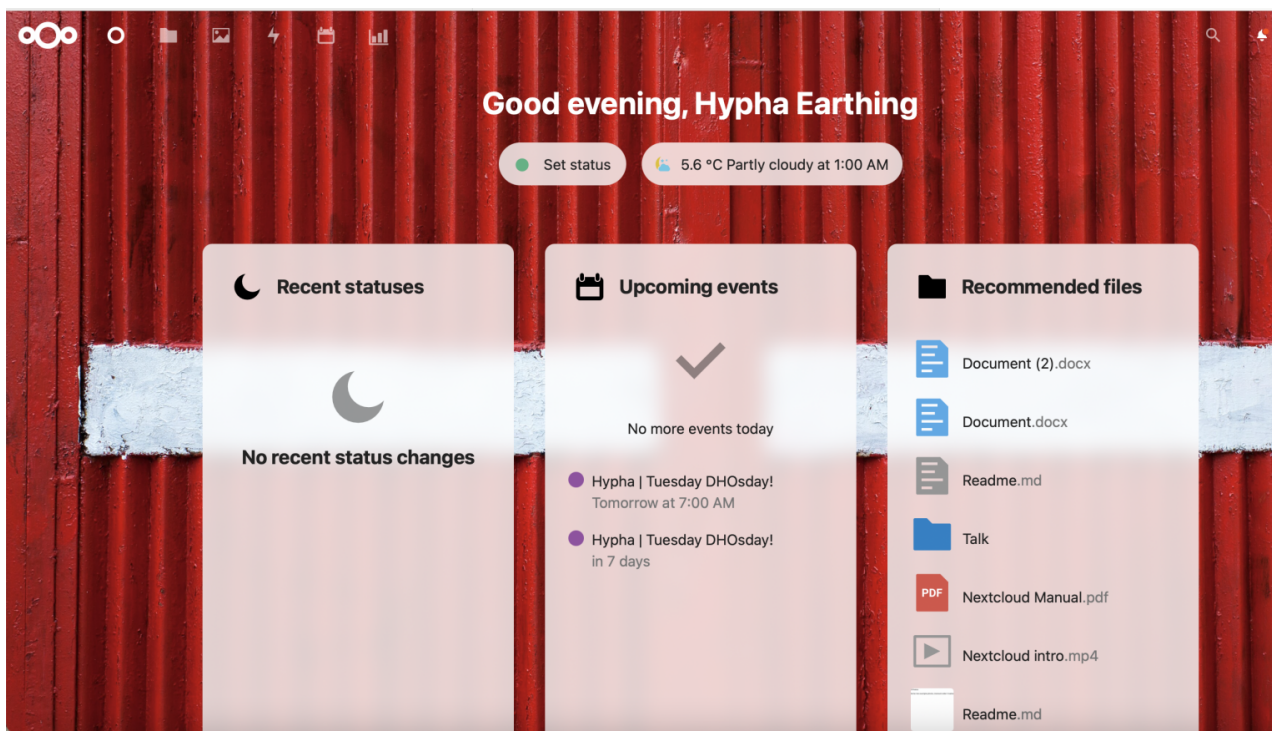 Good evening, Hypha Earthing
Set status
5.6 °C Partly cloudy at 1:00 AM
Recent statuses
No recent status changes
Upcoming events
No more events today
Hypha | Tuesday DHOsday!
Tomorrow at 7:00 AM
Hypha | Tuesday DHOsday!
in 7 days
Recommended files
Document (2).docx
Document.docx
Readme.md
Talk
PDF
Nextcloud Manual.pdf
Nextcloud intro.mp4
Readme.md